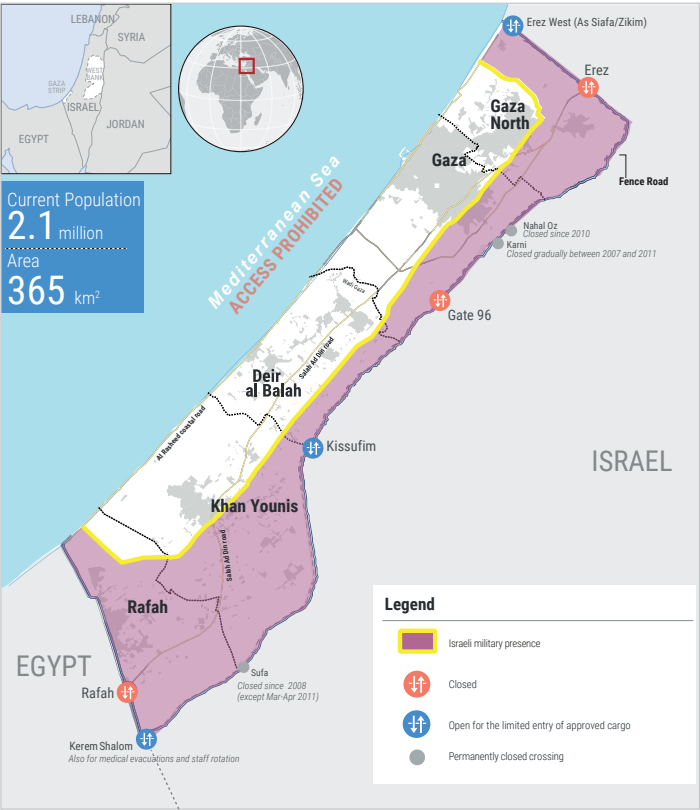 LEBANON
SYRIA
WEST
BANK
GAZA
STRIP
ISRAEL
JORDAN
EGYPT
Current Population
2.1 million
Area
365 km²
Mediterranean Sea
ACCESS PROHIBITED
Erez West (As Siafa/Zikim)
Erez
Gaza
North
Gaza
Fence Road
Nahal Oz
Closed since 2010
Karni
Closed gradually between 2007 and 2011
Wadi Gaza
Gate 96
Salah Ad Din road
Deir
al Balah
Al Rasheed coastal road
Kissufim
ISRAEL
Khan Younis
Salah Ad Din road
Rafah
EGYPT
Sufa
Closed since 2008
(except Mar-Apr 2011)
Rafah
Kerem Shalom
Also for medical evacuations and staff rotation
Legend
Israeli military presence
Closed
Open for the limited entry of approved cargo
Permanently closed crossing